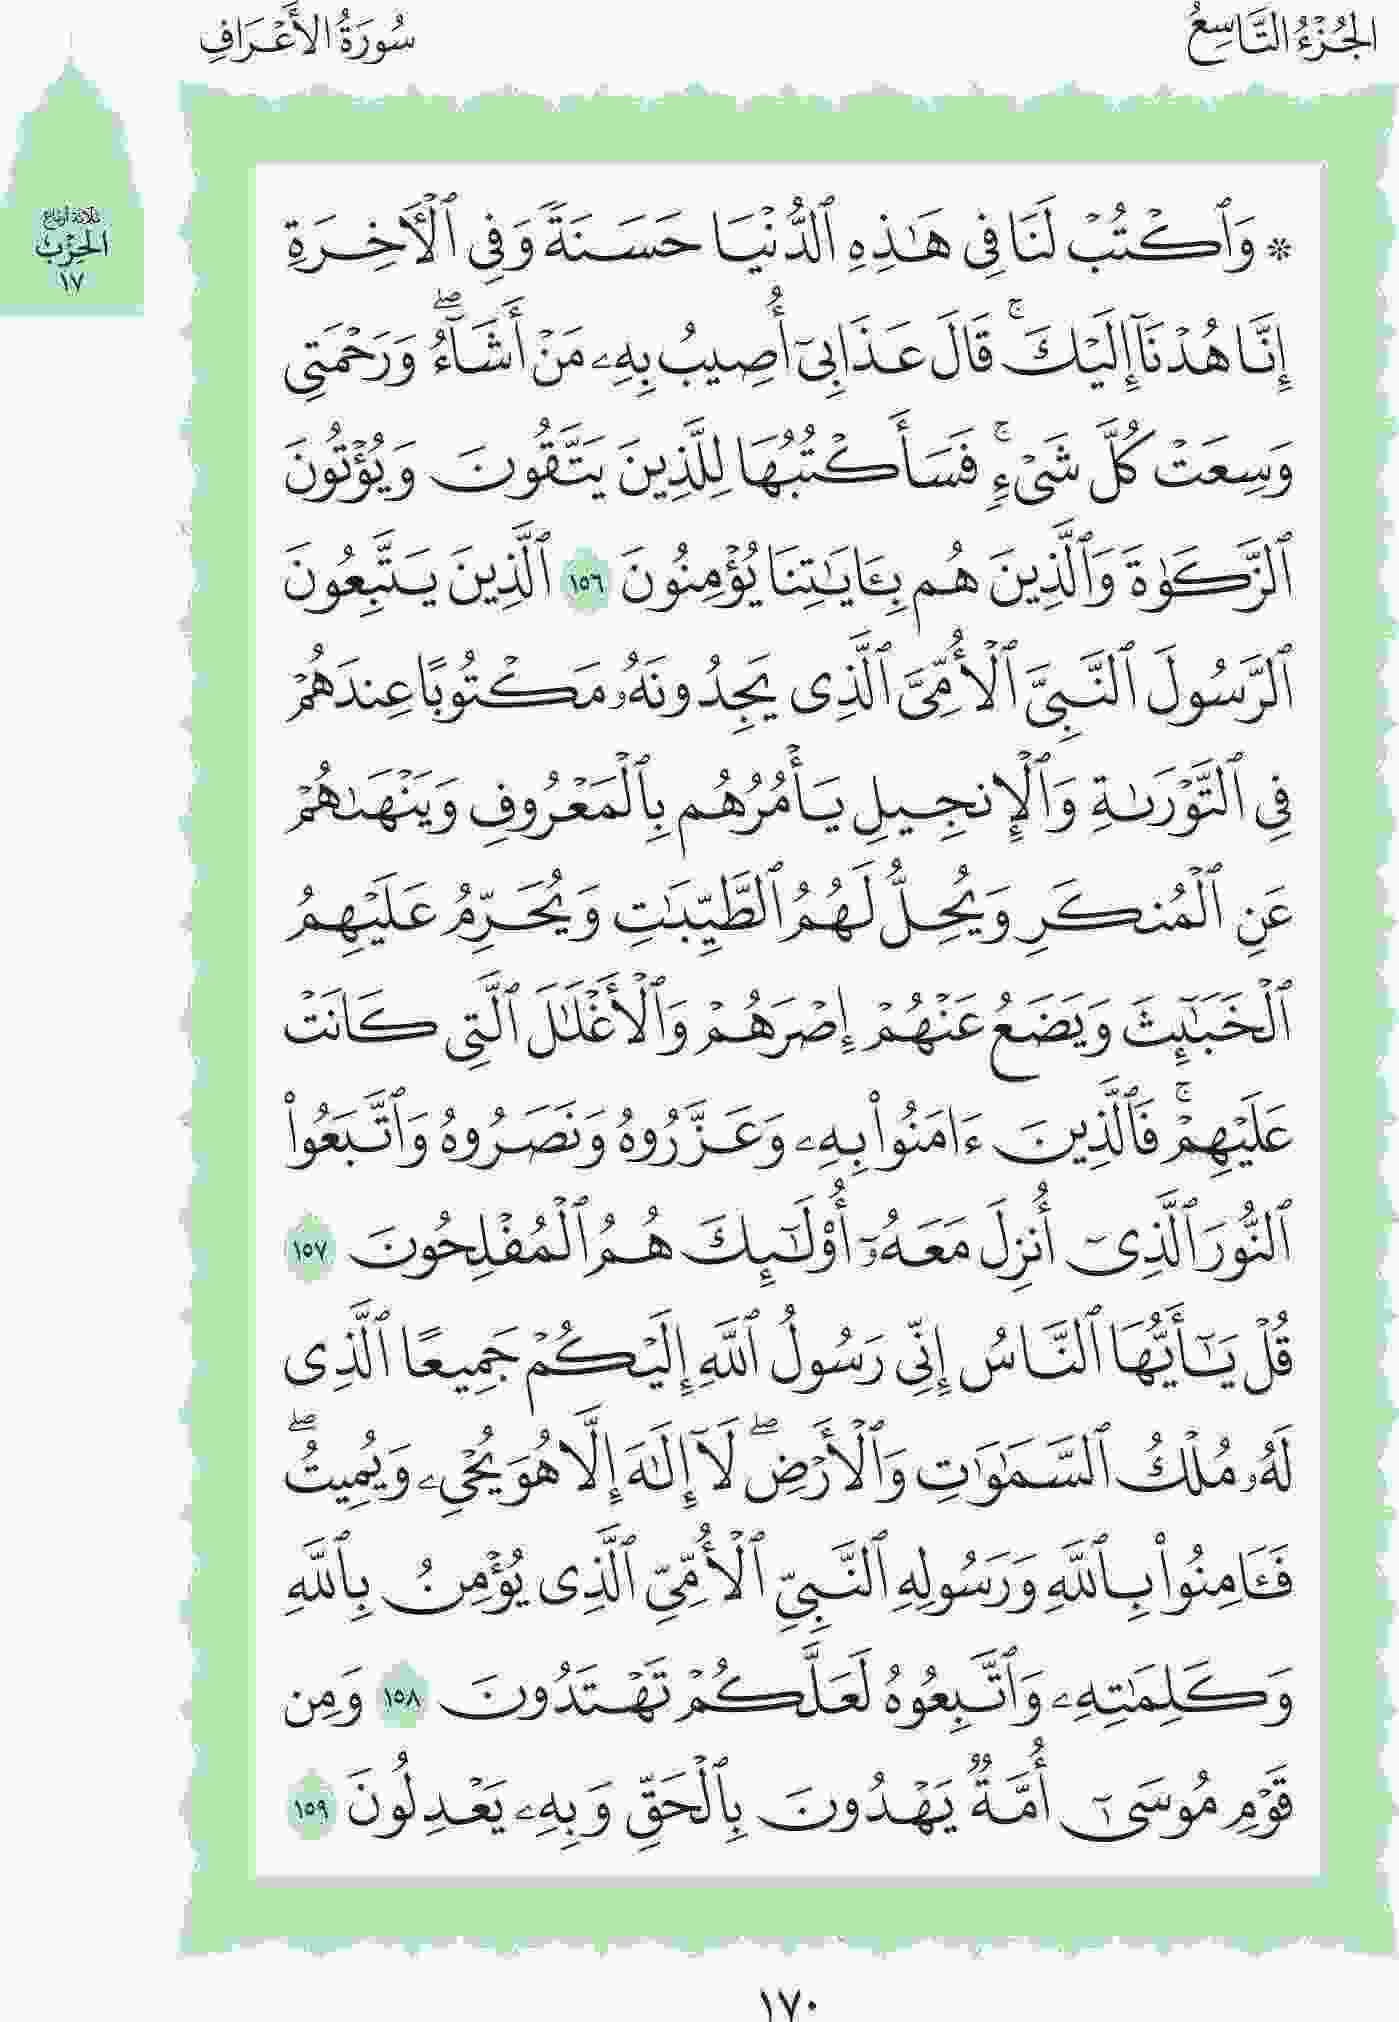 الجُزْءُ التَّاسِعُ
سُورَةُ الأَعْرَافِ
ثلاثة أرباع
الحِزْب
١٧
* وَٱكۡتُبۡ لَنَا فِي هَٰذِهِ ٱلدُّنۡيَا حَسَنَةٗ وَفِي ٱلۡأٓخِرَةِ
إِنَّا هُدۡنَآ إِلَيۡكَۚ قَالَ عَذَابِيٓ أُصِيبُ بِهِۦ مَنۡ أَشَآءُۖ وَرَحۡمَتِي
وَسِعَتۡ كُلَّ شَيۡءٖۚ فَسَأَكۡتُبُهَا لِلَّذِينَ يَتَّقُونَ وَيُؤۡتُونَ
ٱلزَّكَوٰةَ وَٱلَّذِينَ هُم بِـَٔايَٰتِنَا يُؤۡمِنُونَ ١٥٦ ٱلَّذِينَ يَتَّبِعُونَ
ٱلرَّسُولَ ٱلنَّبِيَّ ٱلۡأُمِّيَّ ٱلَّذِي يَجِدُونَهُۥ مَكۡتُوبًا عِندَهُمۡ
فِي ٱلتَّوۡرَىٰةِ وَٱلۡإِنجِيلِ يَأۡمُرُهُم بِٱلۡمَعۡرُوفِ وَيَنۡهَىٰهُمۡ
عَنِ ٱلۡمُنكَرِ وَيُحِلُّ لَهُمُ ٱلطَّيِّبَٰتِ وَيُحَرِّمُ عَلَيۡهِمُ
ٱلۡخَبَٰٓئِثَ وَيَضَعُ عَنۡهُمۡ إِصۡرَهُمۡ وَٱلۡأَغۡلَٰلَ ٱلَّتِي كَانَتۡ
عَلَيۡهِمۡۚ فَٱلَّذِينَ ءَامَنُواْ بِهِۦ وَعَزَّرُوهُ وَنَصَرُوهُ وَٱتَّبَعُواْ
ٱلنُّورَ ٱلَّذِيٓ أُنزِلَ مَعَهُۥٓ أُوْلَٰٓئِكَ هُمُ ٱلۡمُفۡلِحُونَ ١٥٧
قُلۡ يَٰٓأَيُّهَا ٱلنَّاسُ إِنِّي رَسُولُ ٱللَّهِ إِلَيۡكُمۡ جَمِيعًا ٱلَّذِي
لَهُۥ مُلۡكُ ٱلسَّمَٰوَٰتِ وَٱلۡأَرۡضِۖ لَآ إِلَٰهَ إِلَّا هُوَ يُحۡيِۦ وَيُمِيتُۖ
فَـَٔامِنُواْ بِٱللَّهِ وَرَسُولِهِ ٱلنَّبِيِّ ٱلۡأُمِّيِّ ٱلَّذِي يُؤۡمِنُ بِٱللَّهِ
وَكَلِمَٰتِهِۦ وَٱتَّبِعُوهُ لَعَلَّكُمۡ تَهۡتَدُونَ ١٥٨ وَمِن
قَوۡمِ مُوسَىٰٓ أُمَّةٞ يَهۡدُونَ بِٱلۡحَقِّ وَبِهِۦ يَعۡدِلُونَ ١٥٩
١٧٠